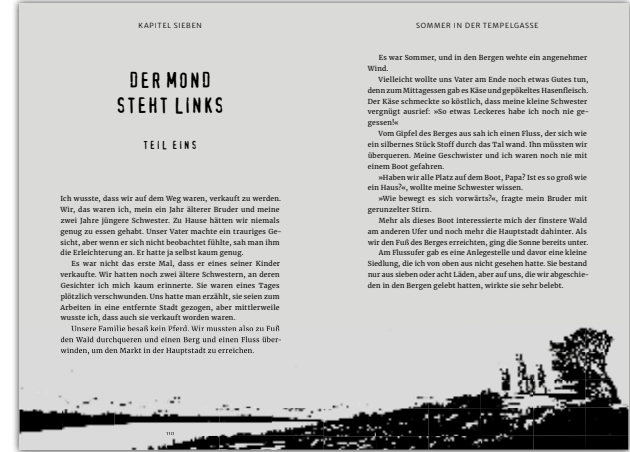 KAPITEL SIEBEN
DER MOND
STEHT LINKS
TEIL EINS
Ich wusste, dass wir auf dem Weg waren, verkauft zu werden.
Wir, das waren ich, mein ein Jahr älterer Bruder und meine
zwei Jahre jüngere Schwester. Zu Hause hätten wir niemals
genug zu essen gehabt. Unser Vater machte ein trauriges Ge-
sicht, aber wenn er sich nicht beobachtet fühlte, sah man ihm
die Erleichterung an. Er hatte ja selbst kaum genug.
Es war nicht das erste Mal, dass er eines seiner Kinder
verkaufte. Wir hatten noch zwei ältere Schwestern, an deren
Gesichter ich mich kaum erinnerte. Sie waren eines Tages
plötzlich verschwunden. Uns hatte man erzählt, sie seien zum
Arbeiten in eine entfernte Stadt gezogen, aber mittlerweile
wusste ich, dass auch sie verkauft worden waren.
Unsere Familie besaß kein Pferd. Wir mussten also zu Fuß
den Wald durchqueren und einen Berg und einen Fluss über-
winden, um den Markt in der Hauptstadt zu erreichen.
SOMMER IN DER TEMPELGASSE
Es war Sommer, und in den Bergen wehte ein angenehmer
Wind.
Vielleicht wollte uns Vater am Ende noch etwas Gutes tun,
denn zum Mittagessen gab es Käse und gepökeltes Hasenfleisch.
Der Käse schmeckte so köstlich, dass meine kleine Schwester
vergnügt ausrief: »So etwas Leckeres habe ich noch nie ge-
gessen!«
Vom Gipfel des Berges aus sah ich einen Fluss, der sich wie
ein silbernes Stück Stoff durch das Tal wand. Ihn müssten wir
überqueren. Meine Geschwister und ich waren noch nie mit
einem Boot gefahren.
»Haben wir alle Platz auf dem Boot, Papa? Ist es so groß wie
ein Haus?«, wollte meine Schwester wissen.
»Wie bewegt es sich vorwärts?«, fragte mein Bruder mit
gerunzelter Stirn.
Mehr als dieses Boot interessierte mich der finstere Wald
am anderen Ufer und noch mehr die Hauptstadt dahinter. Als
wir den Fuß des Berges erreichten, ging die Sonne bereits unter.
Am Flussufer gab es eine Anlegestelle und davor eine kleine
Siedlung, die ich von oben aus nicht gesehen hatte. Sie bestand
nur aus sieben oder acht Läden, aber auf uns, die wir abgeschie-
den in den Bergen gelebt hatten, wirkte sie sehr belebt.